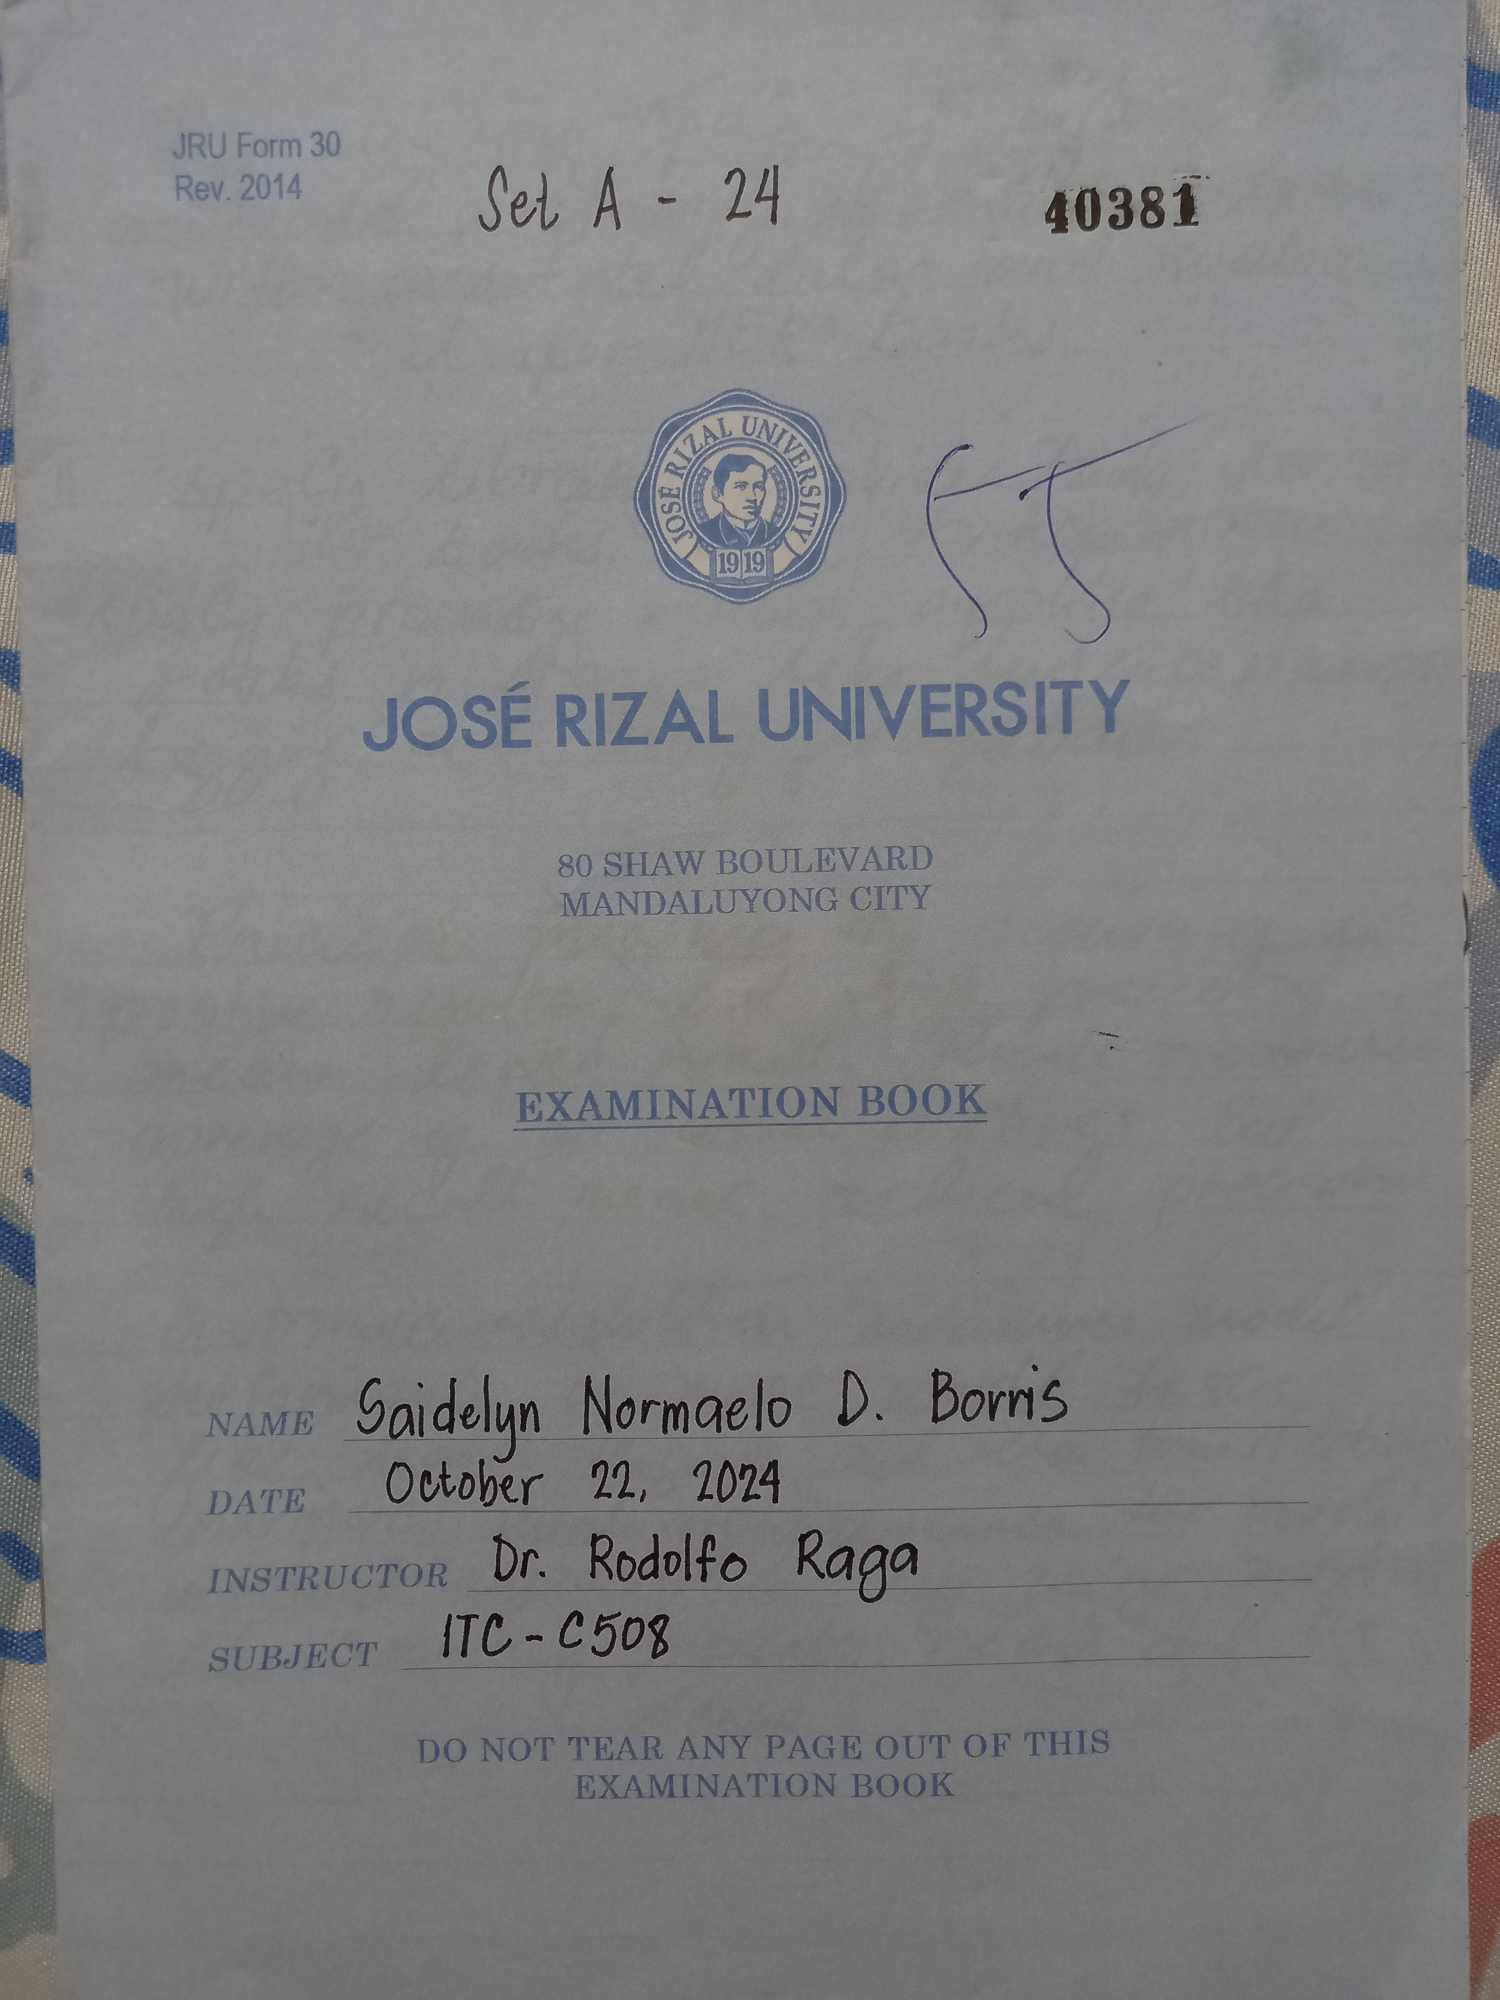 JRU Form 30
Rev. 2014
Set A - 24
40381
JOSÉ RIZAL UNIVERSITY
1919
JOSÉ RIZAL UNIVERSITY
80 SHAW BOULEVARD
MANDALUYONG CITY
EXAMINATION BOOK
NAME Saidelyn Normaelo D. Borris
DATE October 22, 2024
INSTRUCTOR Dr. Rodolfo Raga
SUBJECT ITC - C508
DO NOT TEAR ANY PAGE OUT OF THIS
EXAMINATION BOOK